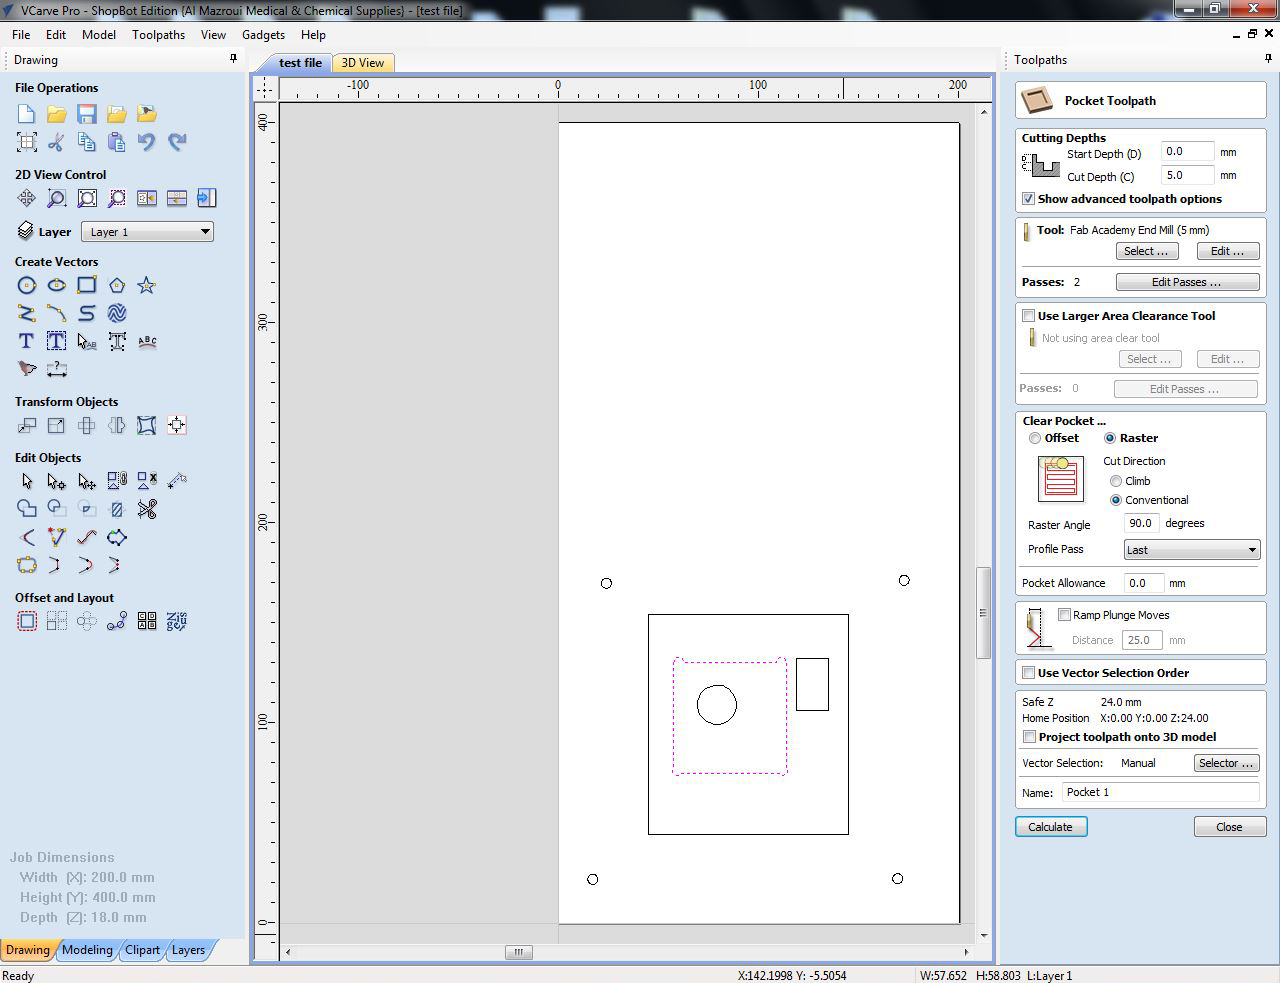 VCarve Pro - ShopBot Edition {Al Mazroui Medical & Chemical Supplies} - [test file]
File Edit Model Toolpaths View Gadgets Help
Drawing
File Operations
2D View Control
Layer Layer 1
Create Vectors
Transform Objects
Edit Objects
Offset and Layout
Job Dimensions
Width (X): 200.0 mm
Height (Y): 400.0 mm
Depth (Z): 18.0 mm
Drawing Modeling Clipart Layers
test file 3D View
-100 0 100 200
400
300
200
100
0
Toolpaths
Pocket Toolpath
Cutting Depths
Start Depth (D) 0.0 mm
Cut Depth (C) 5.0 mm
Show advanced toolpath options
Tool: Fab Academy End Mill (5 mm)
Select ... Edit ...
Passes: 2 Edit Passes ...
Use Larger Area Clearance Tool
Not using area clear tool
Select ... Edit ...
Passes: 0 Edit Passes ...
Clear Pocket ...
Offset Raster
Cut Direction
Climb
Conventional
Raster Angle 90.0 degrees
Profile Pass Last
Pocket Allowance 0.0 mm
Ramp Plunge Moves
Distance 25.0 mm
Use Vector Selection Order
Safe Z 24.0 mm
Home Position X:0.00 Y:0.00 Z:24.00
Project toolpath onto 3D model
Vector Selection: Manual Selector ...
Name: Pocket 1
Calculate Close
Ready X:142.1998 Y: -5.5054 W:57.652 H:58.803 L:Layer 1